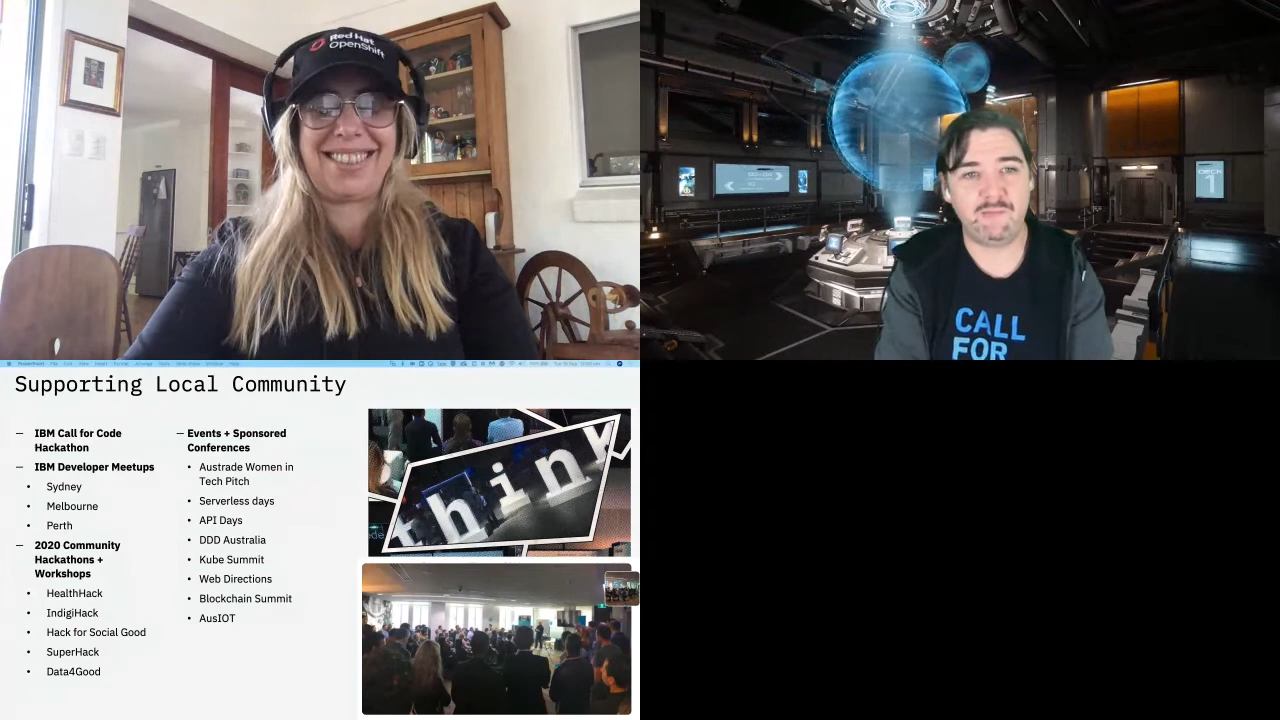 Red Hat
OpenShift
DECK
1
CALL
FOR
Supporting Local Community
— IBM Call for Code
Hackathon
— IBM Developer Meetups
• Sydney
• Melbourne
• Perth
— 2020 Community
Hackathons +
Workshops
• HealthHack
• IndigiHack
• Hack for Social Good
• SuperHack
• Data4Good
— Events + Sponsored
Conferences
• Austrade Women in
Tech Pitch
• Serverless days
• API Days
• DDD Australia
• Kube Summit
• Web Directions
• Blockchain Summit
• AusIOT
think